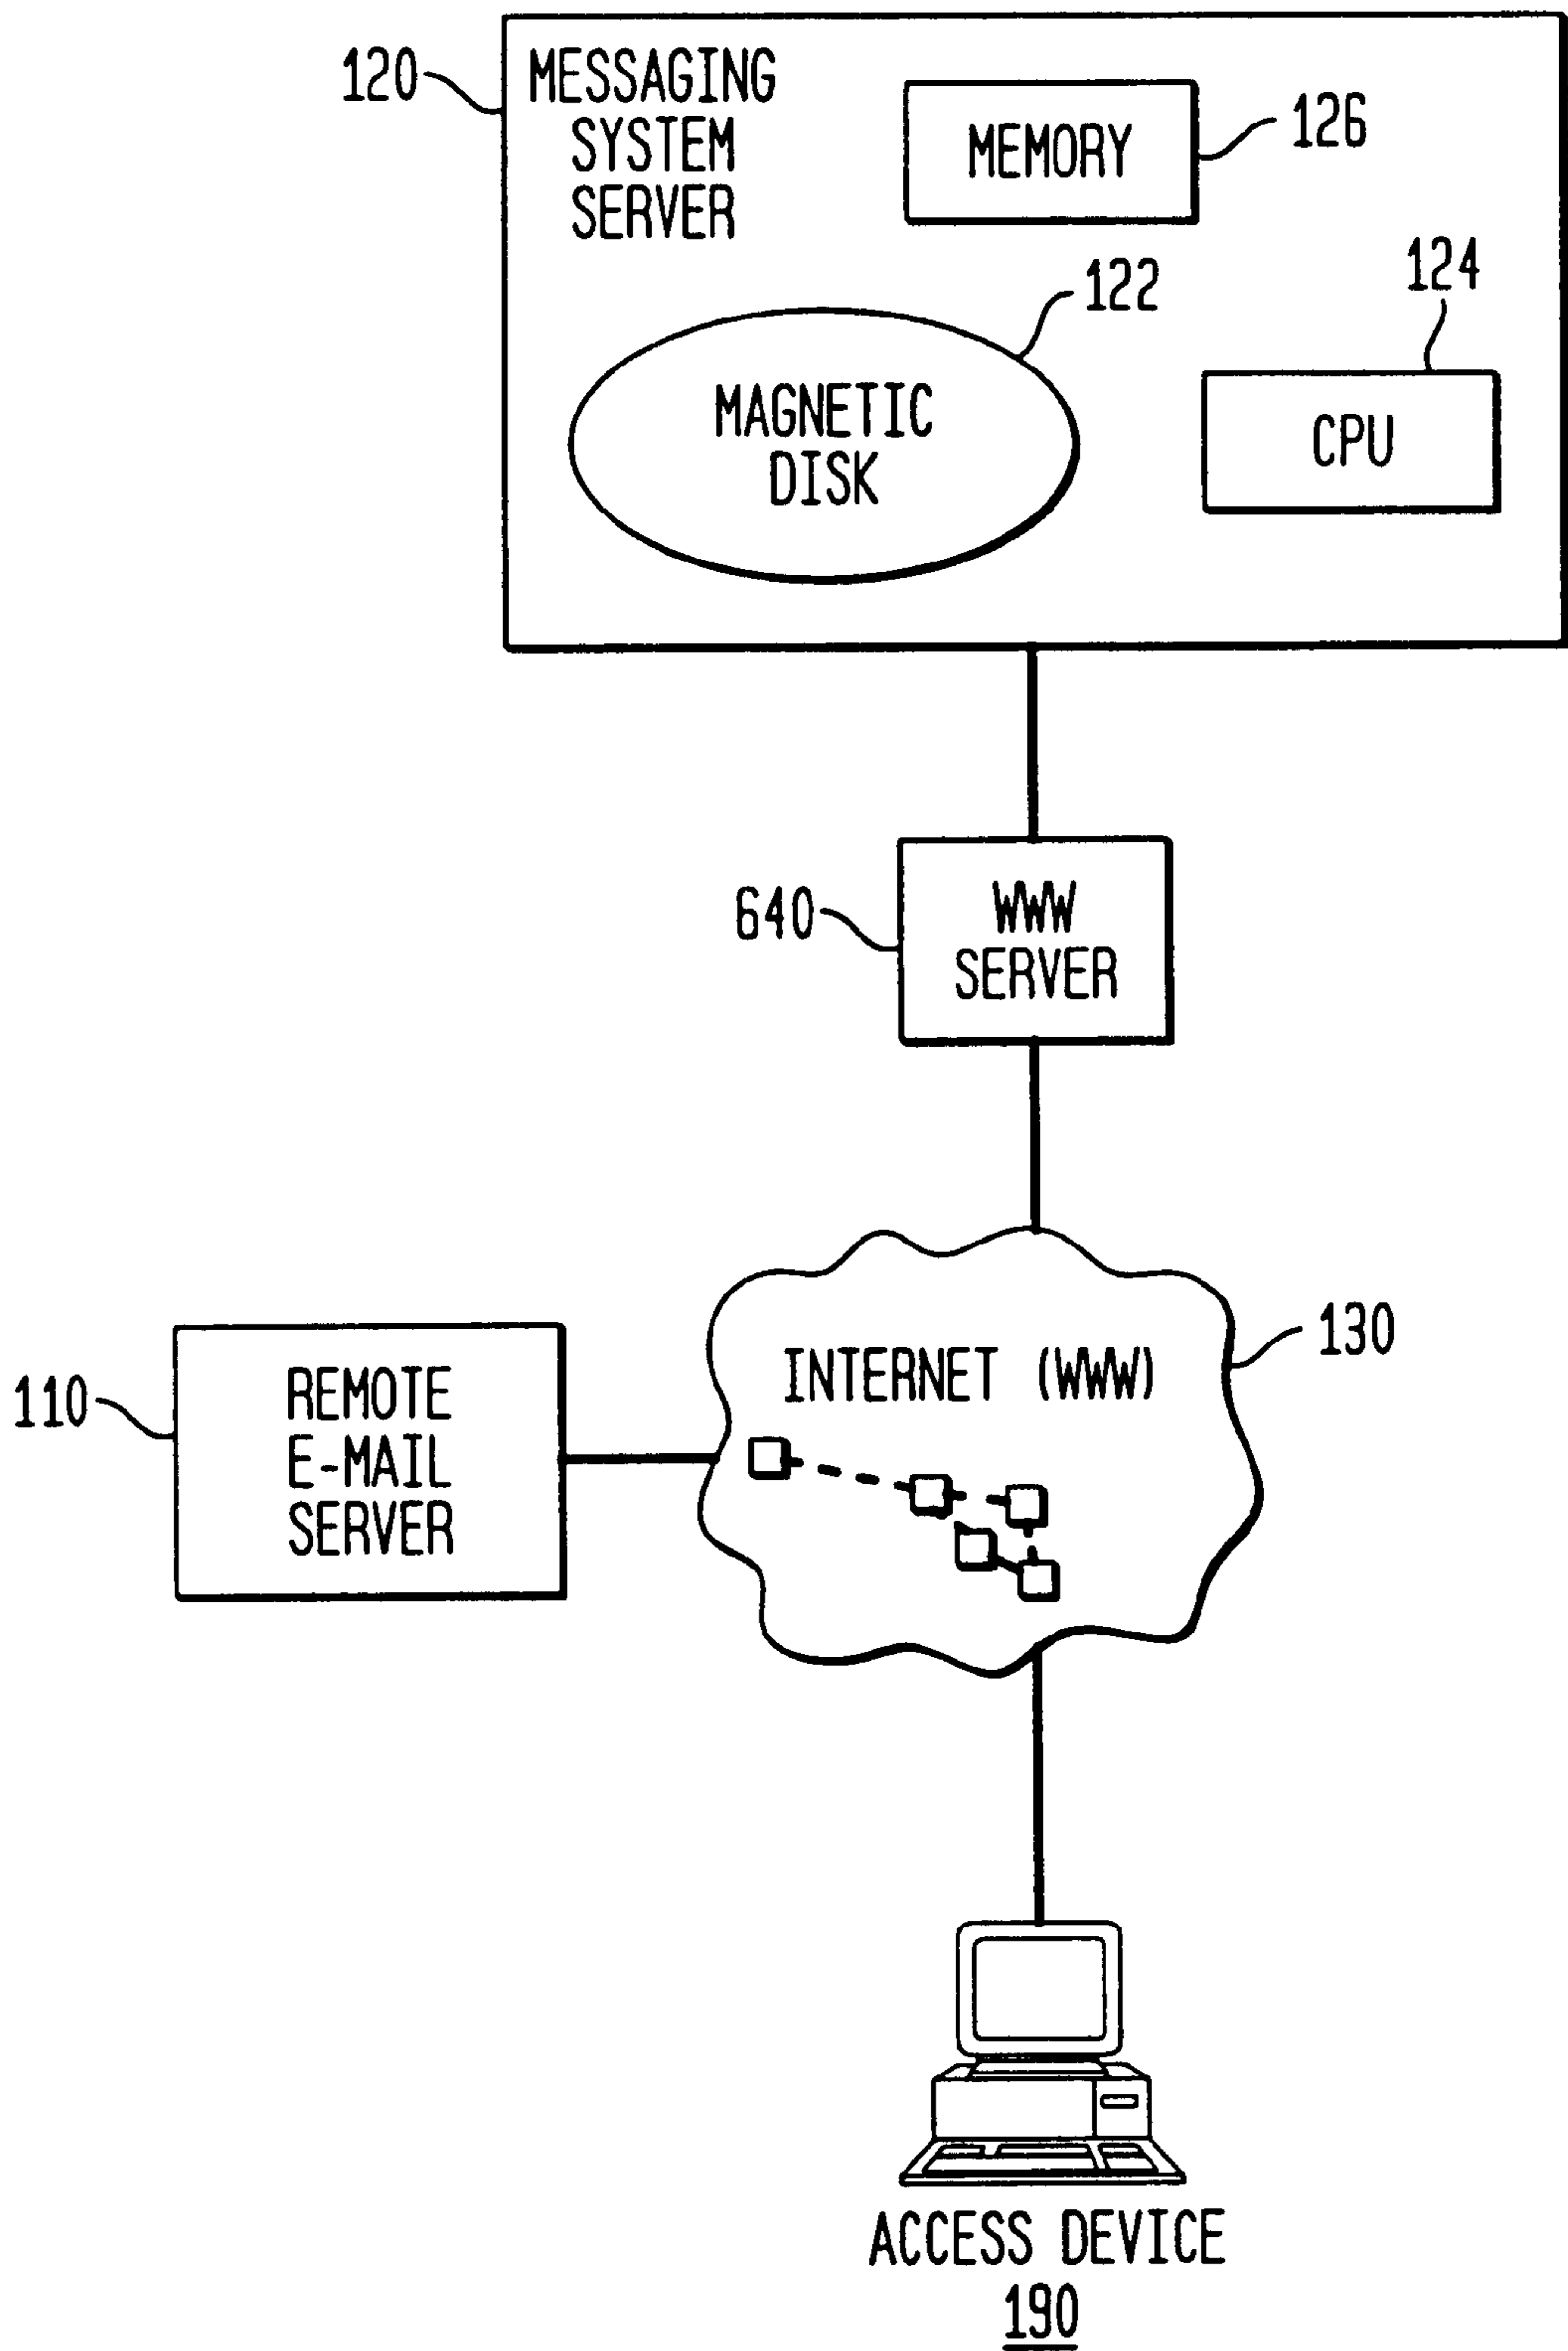 120
MESSAGING
SYSTEM
SERVER
MEMORY
126
122
124
MAGNETIC
DISK
CPU
640
WWW
SERVER
130
INTERNET (WWW)
110
REMOTE
E-MAIL
SERVER
ACCESS DEVICE
190